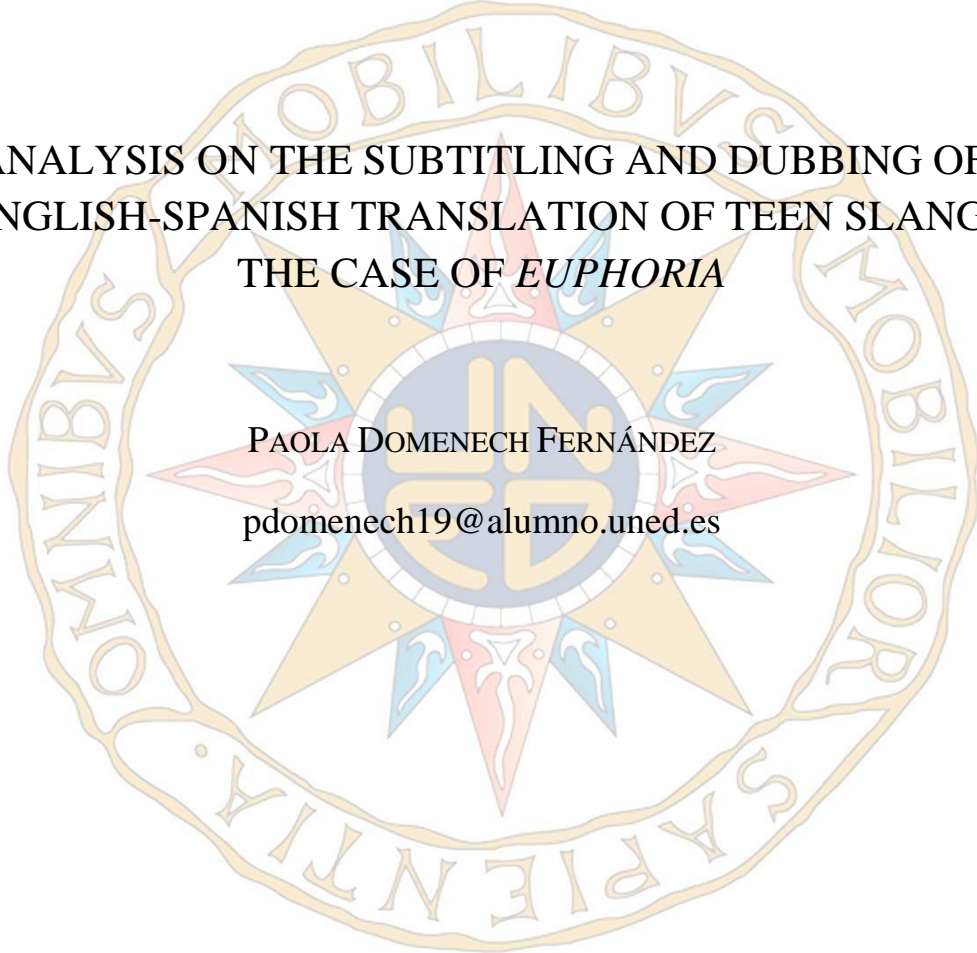 ANALYSIS ON THE SUBTITLING AND DUBBING OF
NGLISH-SPANISH TRANSLATION OF TEEN SLANG
THE CASE OF EUPHORIA
PAOLA DOMENECH FERNÁNDEZ
pdomenech19@alumno.uned.es
OMNIBVS MOBILIBVS MOBILIOR SAPIENTIA
UNED